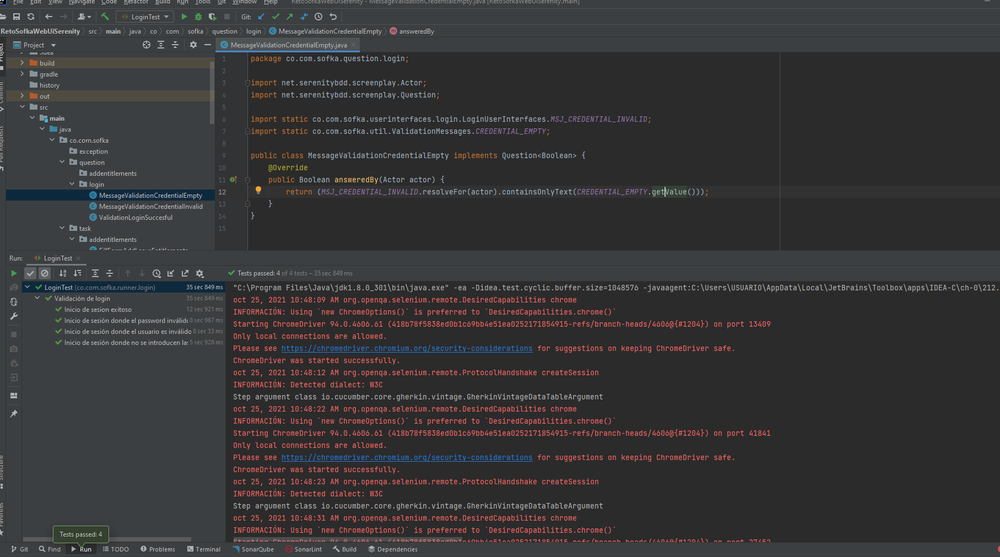 File Edit View Navigate Code Refactor Build Run Tools Git Window Help RetoSofkaWebUiSerenity - MessageValidationCredentialEmpty.java [RetoSofkaWebUiSerenity.main]
LoginTest Git:
RetoSofkaWebUiSerenity src main java co com sofka question login MessageValidationCredentialEmpty answeredBy
Project
MessageValidationCredentialEmpty.java
Project
Commit
Pull Requests
Structure
Favorites
.idea
build
gradle
history
out
src
main
java
co.com.sofka
exception
question
addentitlements
login
MessageValidationCredentialEmpty
MessageValidationCredentialInvalid
ValidationLoginSuccesful
task
addentitlements
FillFormAddLeaveEntitlements
1 package co.com.sofka.question.login;
2
3 import net.serenitybdd.screenplay.Actor;
4 import net.serenitybdd.screenplay.Question;
5
6 import static co.com.sofka.userinterfaces.login.LoginUserInterfaces.MSJ_CREDENTIAL_INVALID;
7 import static co.com.sofka.util.ValidationMessages.CREDENTIAL_EMPTY;
8
9 public class MessageValidationCredentialEmpty implements Question<Boolean> {
10 @Override
11 public Boolean answeredBy(Actor actor) {
12 return (MSJ_CREDENTIAL_INVALID.resolveFor(actor).containsOnlyText(CREDENTIAL_EMPTY.getValue()));
13 }
14 }
15
Run: LoginTest
Tests passed: 4 of 4 tests – 35 sec 849 ms
LoginTest (co.com.sofka.runner.login) 35 sec 849 ms
Validación de login 35 sec 849 ms
Inicio de sesion exitoso 12 sec 921 ms
Inicio de sesión donde el password inválido 8 sec 967 ms
Inicio de sesión donde el usuario es inválido 8 sec 33 ms
Inicio de sesión donde no se introducen las 5 sec 928 ms
"C:\Program Files\Java\jdk1.8.0_301\bin\java.exe" -ea -Didea.test.cyclic.buffer.size=1048576 -javaagent:C:\Users\USUARIO\AppData\Local\JetBrains\Toolbox\apps\IDEA-C\ch-0\212.
oct 25, 2021 10:48:09 AM org.openqa.selenium.remote.DesiredCapabilities chrome
INFORMACIÓN: Using `new ChromeOptions()` is preferred to `DesiredCapabilities.chrome()`
Starting ChromeDriver 94.0.4606.61 (418b78f5838ed0b1c69bb4e51ea0252171854915-refs/branch-heads/4606@{#1204}) on port 13409
Only local connections are allowed.
Please see https://chromedriver.chromium.org/security-considerations for suggestions on keeping ChromeDriver safe.
ChromeDriver was started successfully.
oct 25, 2021 10:48:12 AM org.openqa.selenium.remote.ProtocolHandshake createSession
INFORMACIÓN: Detected dialect: W3C
Step argument class io.cucumber.core.gherkin.vintage.GherkinVintageDataTableArgument
oct 25, 2021 10:48:22 AM org.openqa.selenium.remote.DesiredCapabilities chrome
INFORMACIÓN: Using `new ChromeOptions()` is preferred to `DesiredCapabilities.chrome()`
Starting ChromeDriver 94.0.4606.61 (418b78f5838ed0b1c69bb4e51ea0252171854915-refs/branch-heads/4606@{#1204}) on port 41841
Only local connections are allowed.
Please see https://chromedriver.chromium.org/security-considerations for suggestions on keeping ChromeDriver safe.
ChromeDriver was started successfully.
oct 25, 2021 10:48:23 AM org.openqa.selenium.remote.ProtocolHandshake createSession
INFORMACIÓN: Detected dialect: W3C
Step argument class io.cucumber.core.gherkin.vintage.GherkinVintageDataTableArgument
oct 25, 2021 10:48:31 AM org.openqa.selenium.remote.DesiredCapabilities chrome
INFORMACIÓN: Using `new ChromeOptions()` is preferred to `DesiredCapabilities.chrome()`
Starting ChromeDriver 94.0.4606.61 (418b78f5838ed0b1c69bb4e51ea0252171854915-refs/branch-heads/4606@{#1204}) on port 27452
Tests passed: 4
Git Find Run TODO Problems Terminal SonarQube SonarLint Build Dependencies